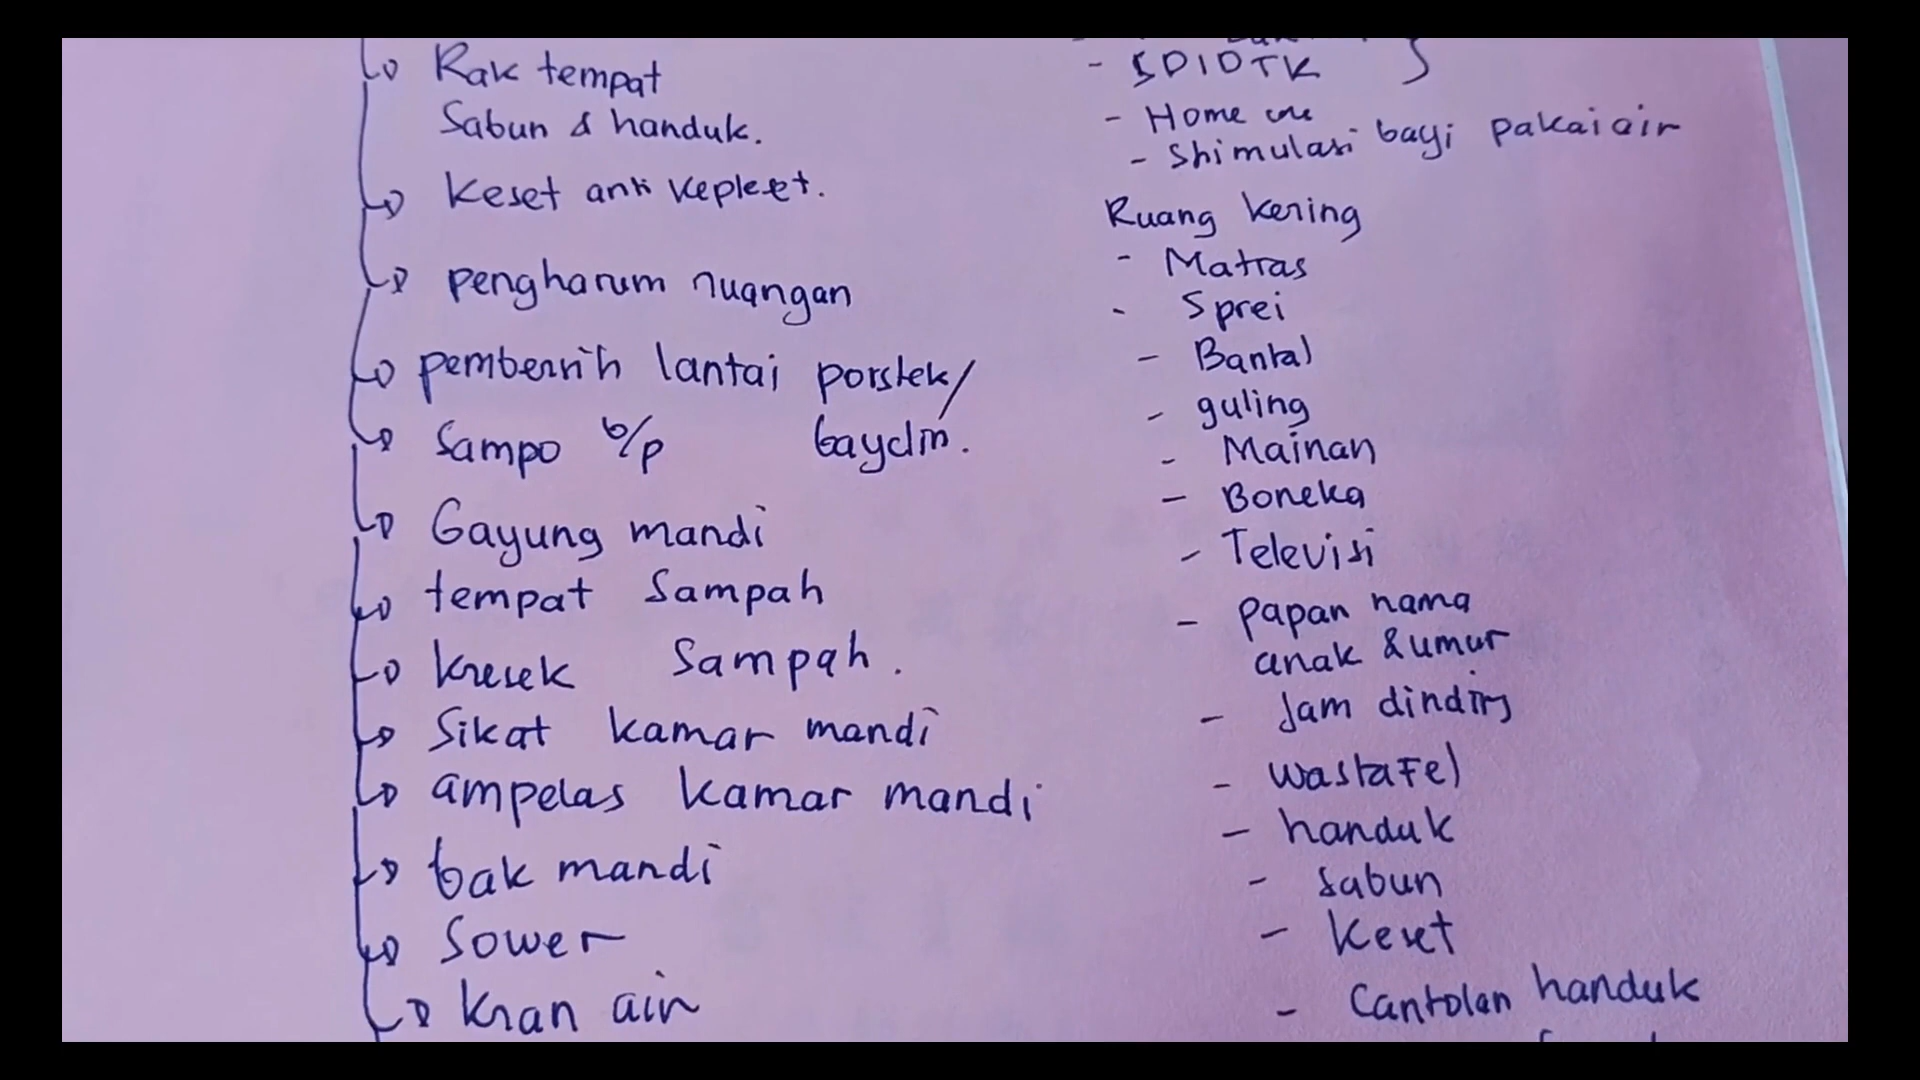 Rak tempat
Sabun & handuk.
Keset anti kepleset.
pengharum ruangan
pembersih lantai porstek/
Sampo b/p bayclin.
Gayung mandi
tempat Sampah
kresek Sampah.
Sikat kamar mandi
ampelas kamar mandi
bak mandi
Sower
Kran air
- SDIDTK
- Home
- Shimulasi bayi pakai air
Ruang kering
- Matras
- Sprei
- Bantal
- guling
- Mainan
- Boneka
- Televisi
- papan nama
anak & umur
- Jam dinding
- wastaFel
- handuk
- Sabun
- Keset
- Cantolan handuk